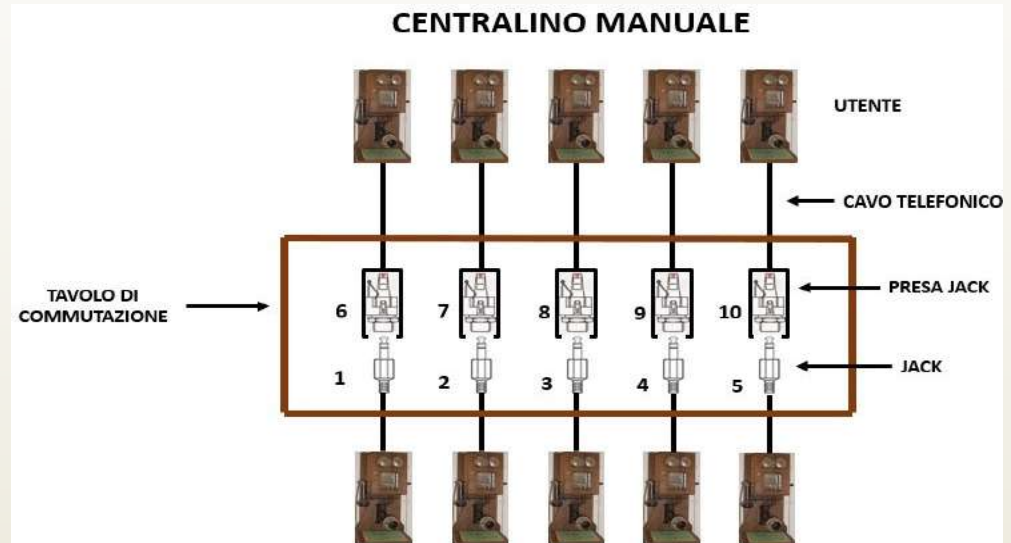 CENTRALINO MANUALE
UTENTE
CAVO TELEFONICO
TAVOLO DI
COMMUTAZIONE
6 7 8 9 10
PRESA JACK
1 2 3 4 5
JACK